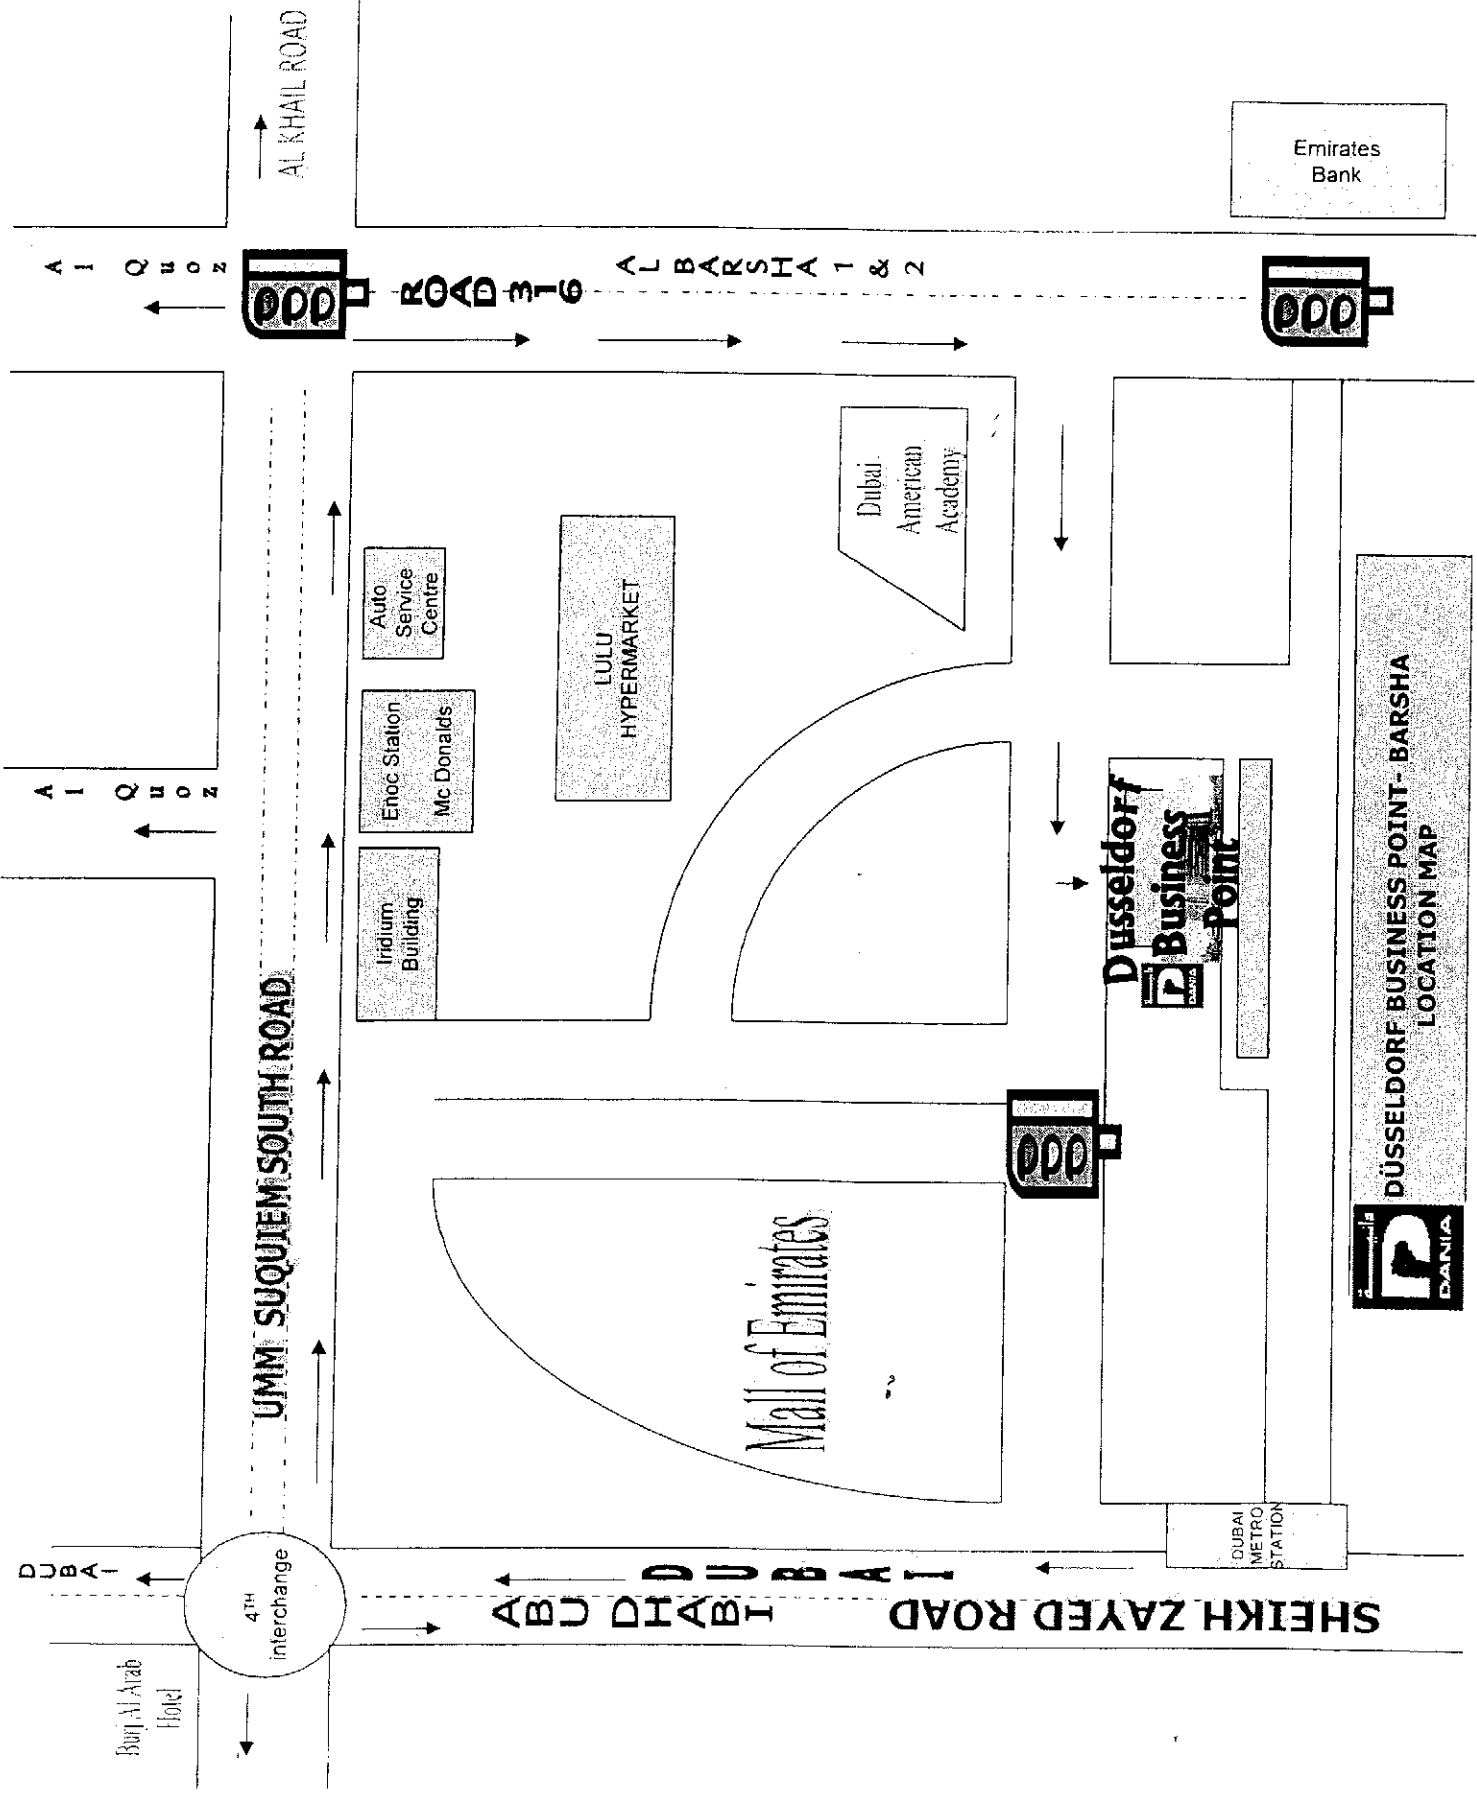 AL KHAIL ROAD
Al Quoz
ROAD 316
AL BARSHA 1 & 2
Emirates
Bank
Dubai
American
Academy
Auto
Service
Centre
LULU
HYPERMARKET
Al Quoz
Enoc Station
Mc Donalds
Iridium
Building
UMM SUQUIEM SOUTH ROAD
Dusseldorf
Business
Point
P
DANIA
Mall of Emirates
DUBAI
METRO
STATION
DUBAI
4TH
interchange
DUBAI
ABU DHABI
SHEIKH ZAYED ROAD
Burj Al Arab
Hotel
DÜSSELDORF BUSINESS POINT- BARSHA
LOCATION MAP
P
DANIA